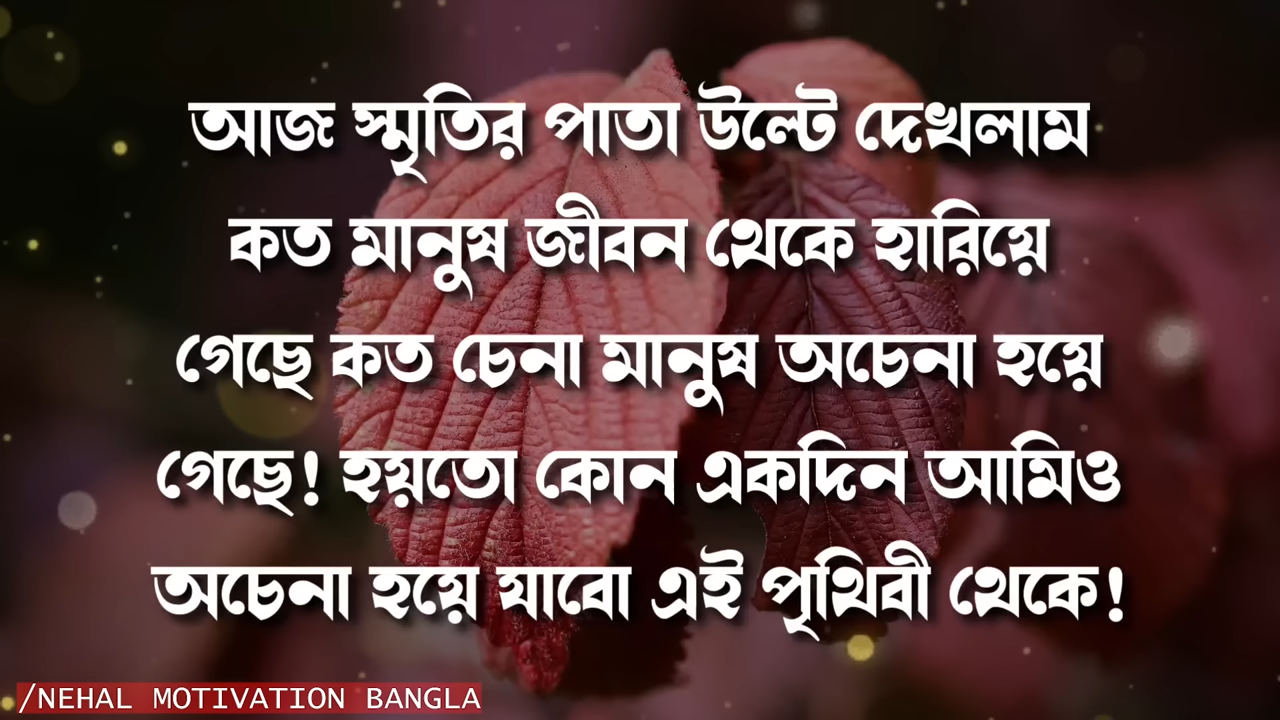 আজ স্মৃতির পাতা উল্টে দেখলাম
কত মানুষ জীবন থেকে হারিয়ে
গেছে কত চেনা মানুষ অচেনা হয়ে
গেছে! হয়তো কোন একদিন আমিও
অচেনা হয়ে যাবো এই পৃথিবী থেকে!
/NEHAL MOTIVATION BANGLA